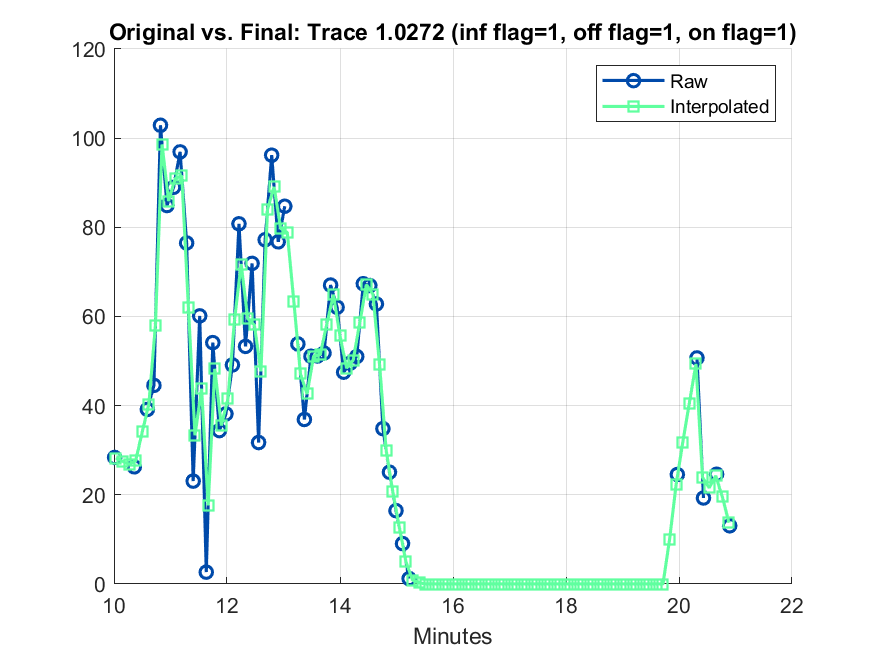 Original vs. Final: Trace 1.0272 (inf flag=1, off flag=1, on flag=1)
120
100
80
60
40
20
0
Raw
Interpolated
10 12 14 16 18 20 22
Minutes